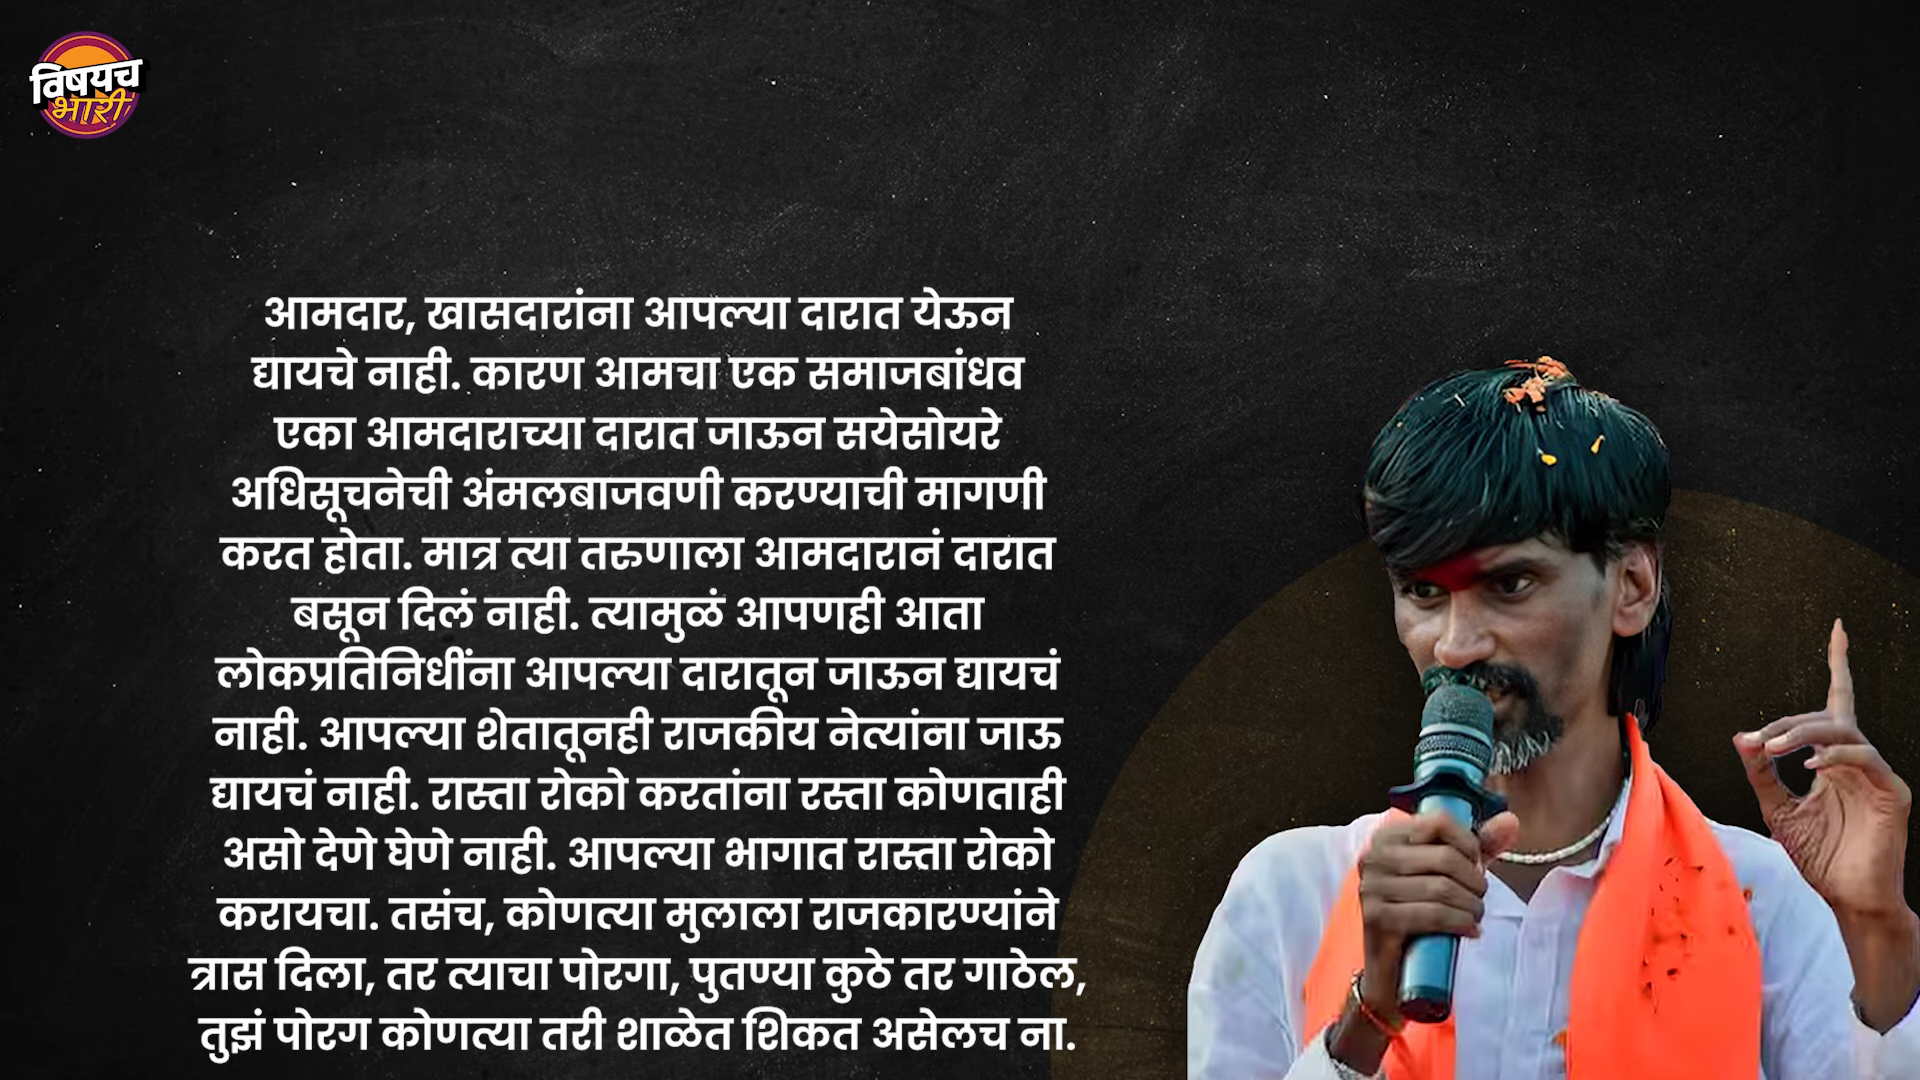 विषयच
भारी
आमदार, खासदारांना आपल्या दारात येऊन
द्यायचे नाही. कारण आमचा एक समाजबांधव
एका आमदाराच्या दारात जाऊन सयेसोयरे
अधिसूचनेची अंमलबाजवणी करण्याची मागणी
करत होता. मात्र त्या तरुणाला आमदारानं दारात
बसून दिलं नाही. त्यामुळं आपणही आता
लोकप्रतिनिधींना आपल्या दारातून जाऊन द्यायचं
नाही. आपल्या शेतातूनही राजकीय नेत्यांना जाऊ
द्यायचं नाही. रास्ता रोको करतांना रस्ता कोणताही
असो देणे घेणे नाही. आपल्या भागात रास्ता रोको
करायचा. तसंच, कोणत्या मुलाला राजकारण्यांने
त्रास दिला, तर त्याचा पोरगा, पुतण्या कुठे तर गाठेल,
तुझं पोरग कोणत्या तरी शाळेत शिकत असेलच ना.